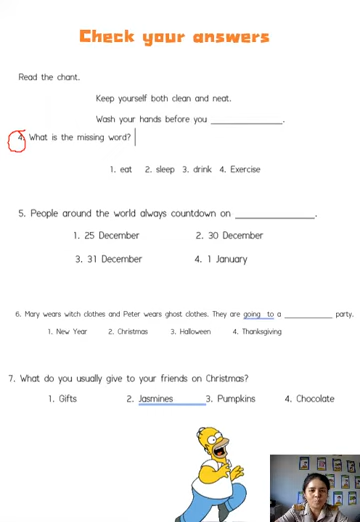 Check your answers
Read the chant.
Keep yourself both clean and neat.
Wash your hands before you ______________.
4. What is the missing word?
1. eat 2. sleep 3. drink 4. Exercise
5. People around the world always countdown on ______________.
1. 25 December 2. 30 December
3. 31 December 4. 1 January
6. Mary wears witch clothes and Peter wears ghost clothes. They are going to a ____________ party.
1. New Year 2. Christmas 3. Halloween 4. Thanksgiving
7. What do you usually give to your friends on Christmas?
1. Gifts 2. Jasmines 3. Pumpkins 4. Chocolate